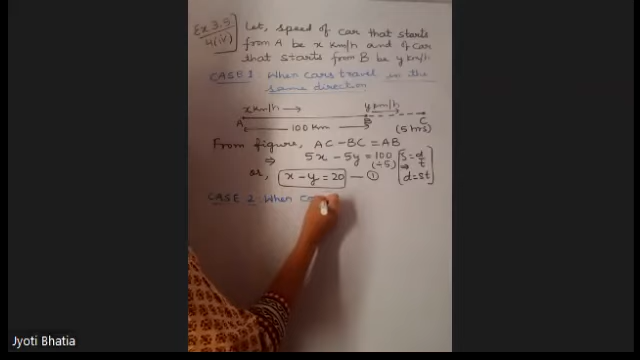 Ex 3.5 4(iv)
Let, speed of car that starts
from A be x km/h and of car
that starts from B be y km/h
CASE 1: When cars travel in the
same direction
x km/h → y km/h →
A B C
100 km (5 hrs)
From figure, AC - BC = AB
⇒ 5x - 5y = 100
(÷5)
S = d/t
⇒ d = st
or, x - y = 20 — ①
CASE 2: When
Jyoti Bhatia